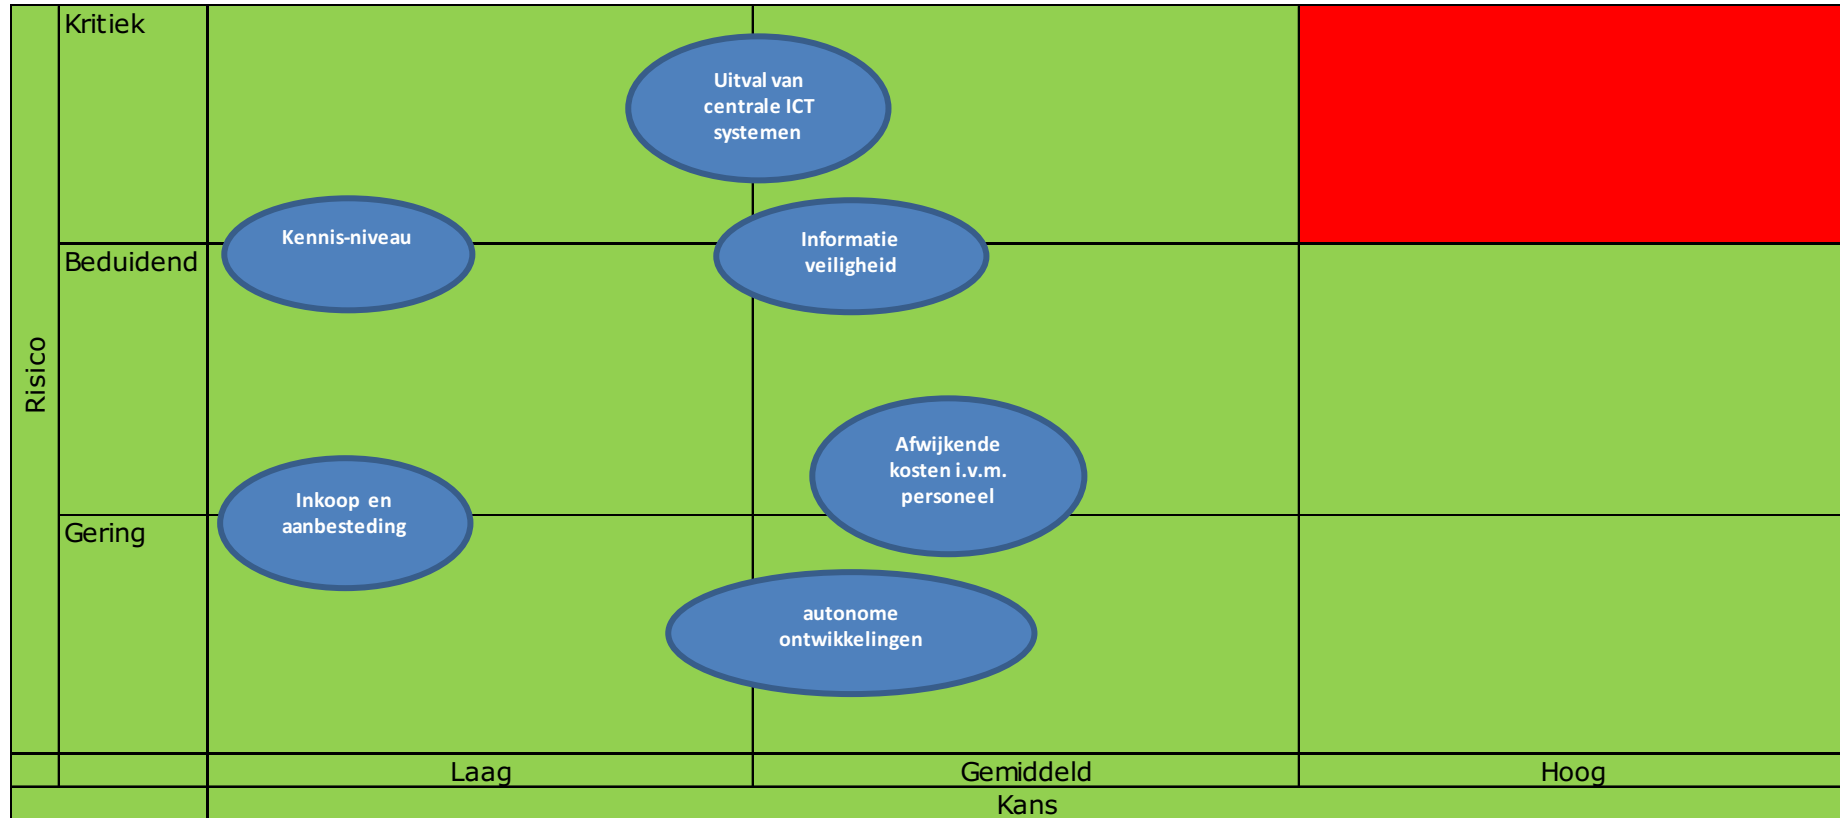 Kritiek
Uitval van
centrale ICT
systemen
Kennis-niveau
Informatie
veiligheid
Beduidend
Risico
Afwijkende
kosten i.v.m.
personeel
Inkoop en
aanbesteding
Gering
autonome
ontwikkelingen
Laag
Gemiddeld
Hoog
Kans